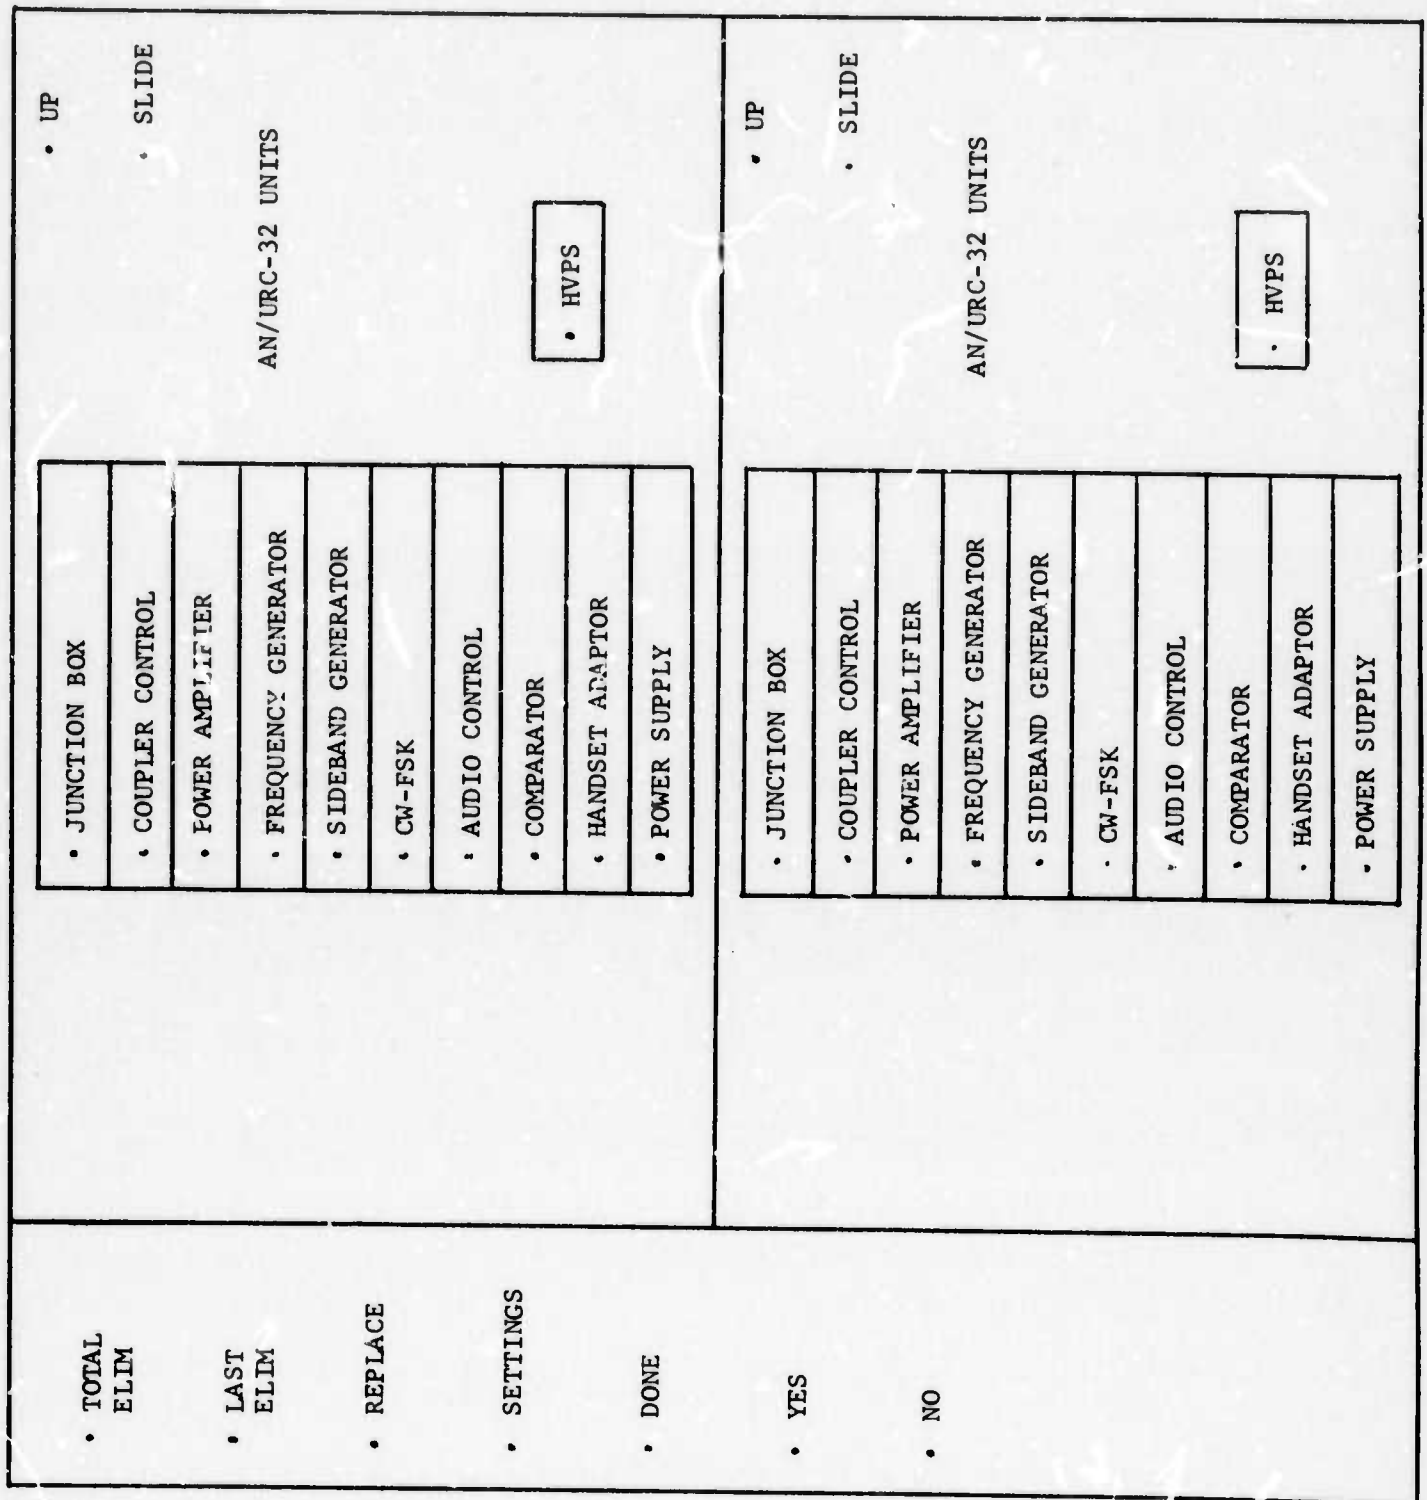 • TOTAL
ELIM
• LAST
ELIM
• REPLACE
• SETTINGS
• DONE
• YES
• NO
• UP
• SLIDE
AN/URC-32 UNITS
• JUNCTION BOX
• COUPLER CONTROL
• POWER AMPLIFIER
• FREQUENCY GENERATOR
• SIDEBAND GENERATOR
• CW-FSK
• AUDIO CONTROL
• COMPARATOR
• HANDSET ADAPTOR
• POWER SUPPLY
• HVPS
• UP
• SLIDE
AN/URC-32 UNITS
• JUNCTION BOX
• COUPLER CONTROL
• POWER AMPLIFIER
• FREQUENCY GENERATOR
• SIDEBAND GENERATOR
• CW-FSK
• AUDIO CONTROL
• COMPARATOR
• HANDSET ADAPTOR
• POWER SUPPLY
• HVPS